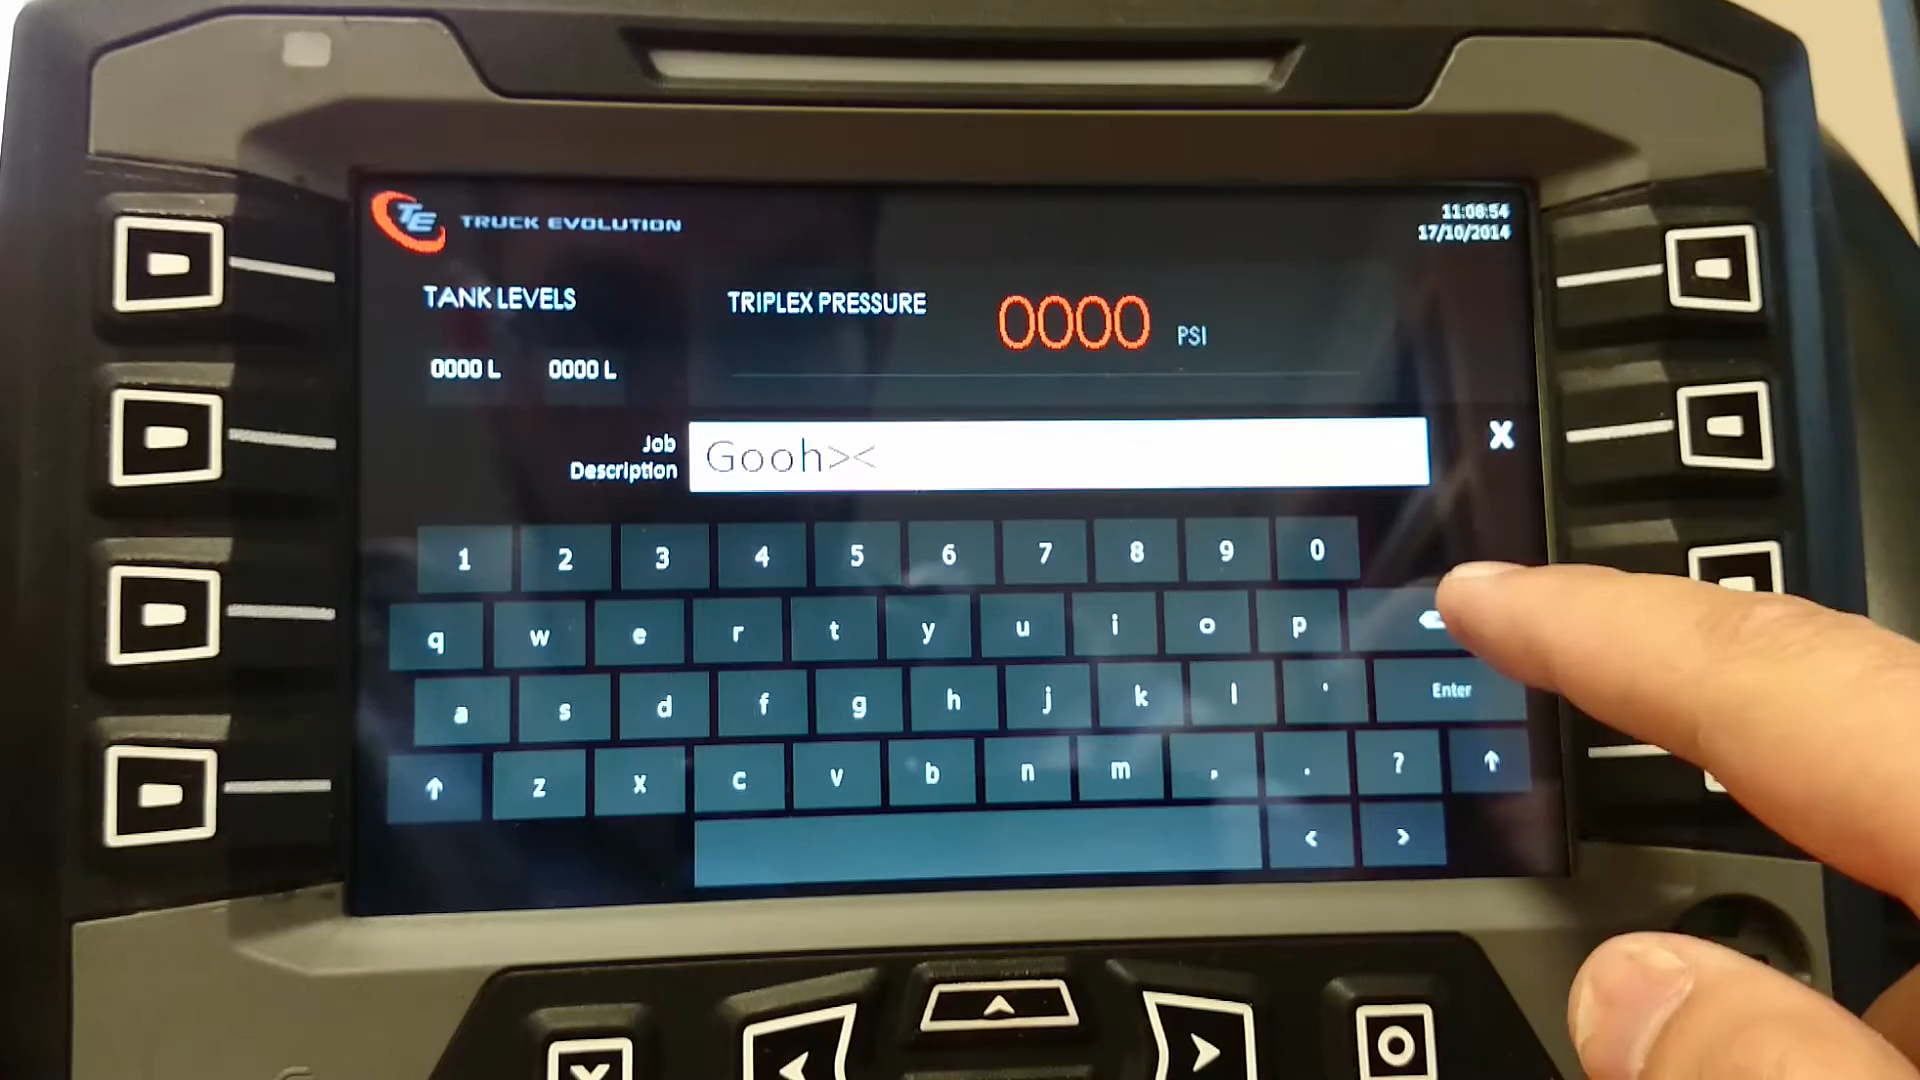 TE TRUCK EVOLUTION
11:08:54
17/10/2014
TANK LEVELS
0000 L 0000 L
TRIPLEX PRESSURE 0000 PSI
Job
Description
Gooh><
X
1 2 3 4 5 6 7 8 9 0
q w e r t y u i o p
a s d f g h j k l ' Enter
z x c v b n m , . ?
< >